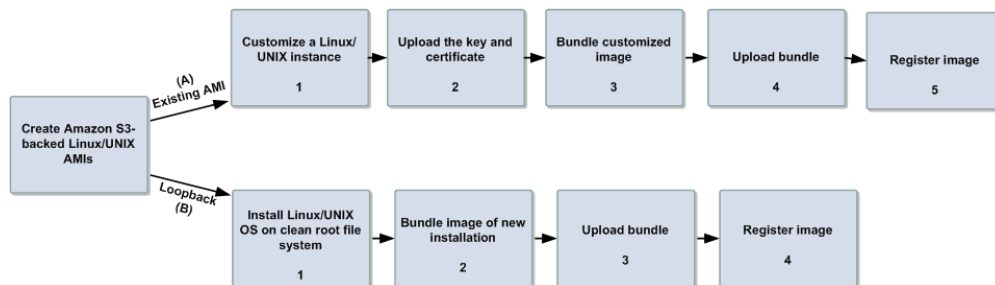 Create Amazon S3-
backed Linux/UNIX
AMIs
(A)
Existing AMI
Customize a Linux/
UNIX instance
1
Upload the key and
certificate
2
Bundle customized
image
3
Upload bundle
4
Register image
5
Loopback
(B)
Install Linux/UNIX
OS on clean root file
system
1
Bundle image of new
installation
2
Upload bundle
3
Register image
4